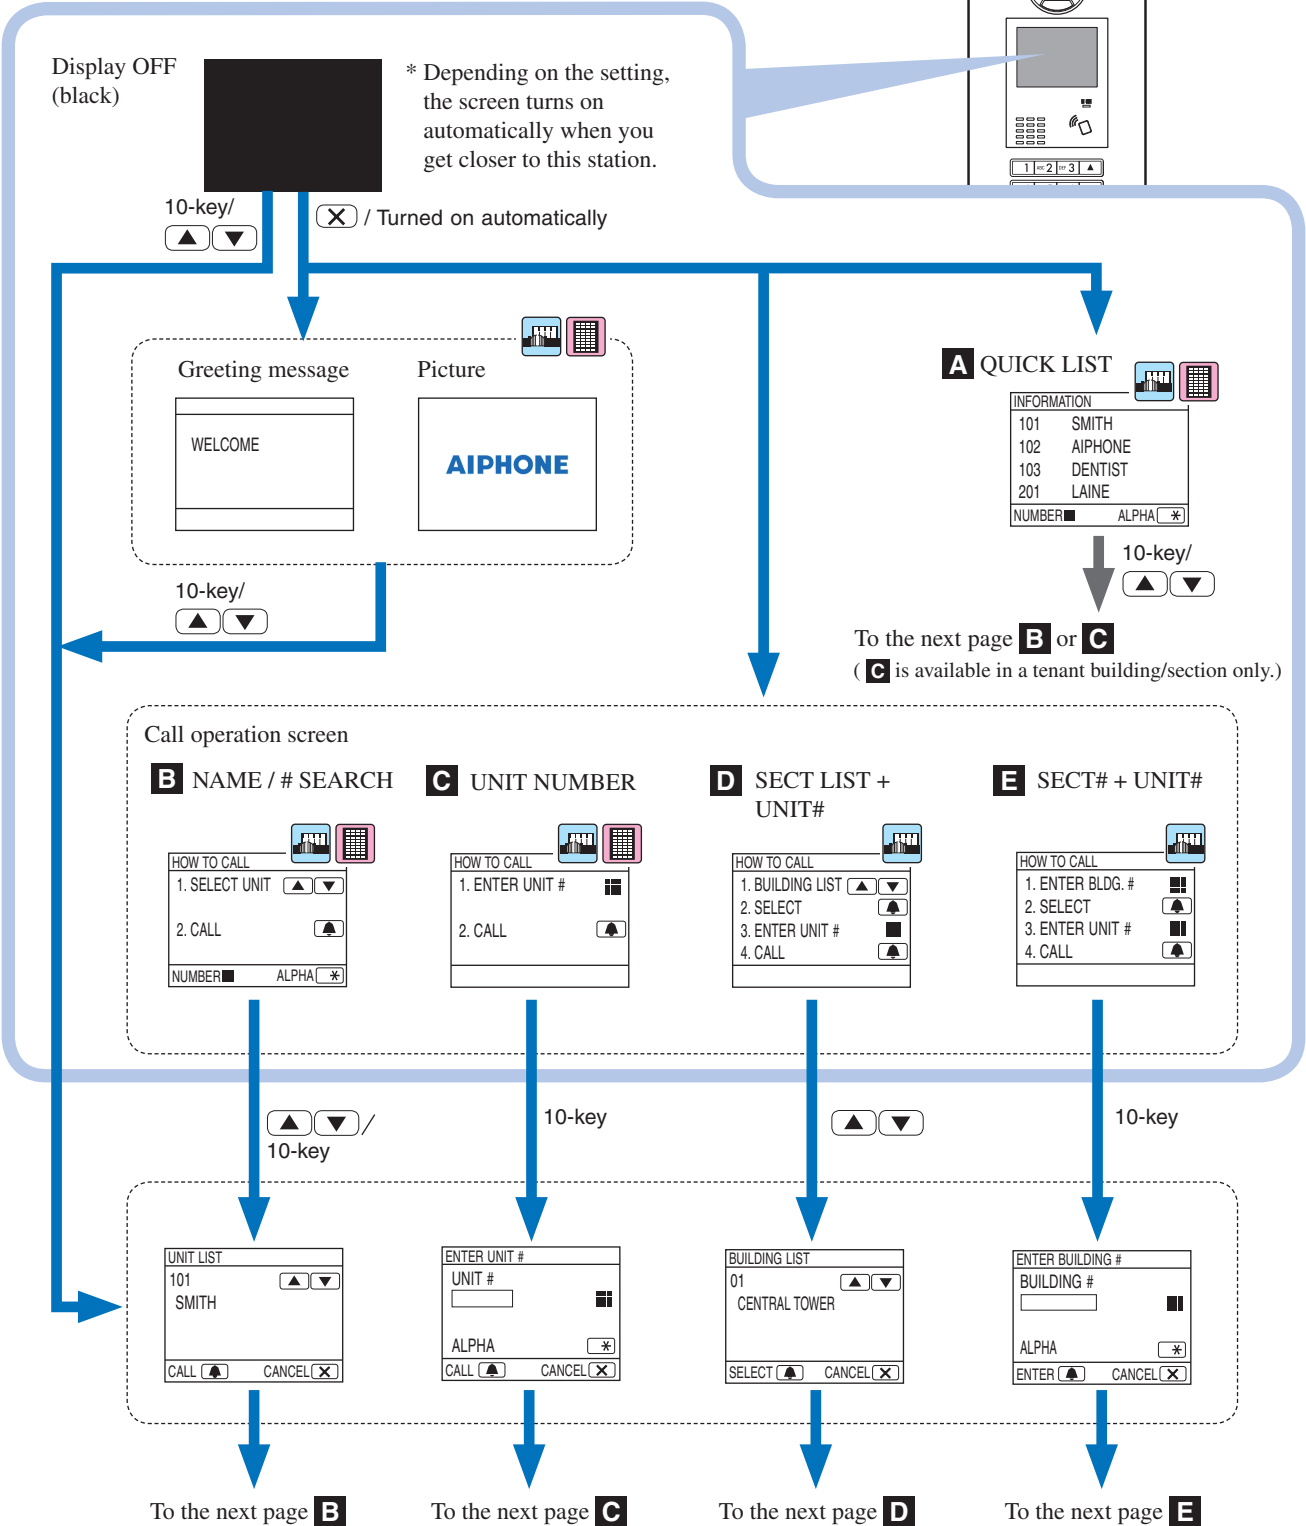 Display OFF
(black)
* Depending on the setting,
the screen turns on
automatically when you
get closer to this station.
1 ABC 2 DEF 3 ▲
10-key/
▲ ▼
X / Turned on automatically
Greeting message
WELCOME
Picture
AIPHONE
A QUICK LIST
INFORMATION
101 SMITH
102 AIPHONE
103 DENTIST
201 LAINE
NUMBER■ ALPHA *
10-key/
▲ ▼
To the next page B or C
( C is available in a tenant building/section only.)
10-key/
▲ ▼
Call operation screen
B NAME / # SEARCH
HOW TO CALL
1. SELECT UNIT ▲ ▼
2. CALL
NUMBER■ ALPHA *
C UNIT NUMBER
HOW TO CALL
1. ENTER UNIT #
2. CALL
D SECT LIST +
UNIT#
HOW TO CALL
1. BUILDING LIST ▲ ▼
2. SELECT
3. ENTER UNIT #
4. CALL
E SECT# + UNIT#
HOW TO CALL
1. ENTER BLDG. #
2. SELECT
3. ENTER UNIT #
4. CALL
▲ ▼ /
10-key
10-key
▲ ▼
10-key
UNIT LIST
101 ▲ ▼
SMITH
CALL CANCEL X
ENTER UNIT #
UNIT #
ALPHA *
CALL CANCEL X
BUILDING LIST
01 ▲ ▼
CENTRAL TOWER
SELECT CANCEL X
ENTER BUILDING #
BUILDING #
ALPHA *
ENTER CANCEL X
To the next page B
To the next page C
To the next page D
To the next page E